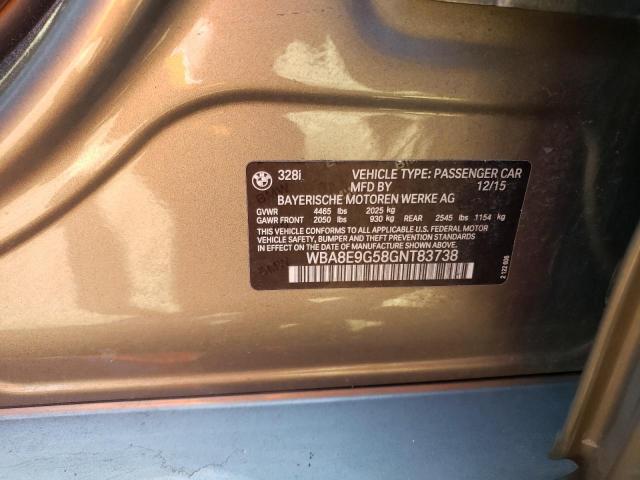 328i VEHICLE TYPE: PASSENGER CAR
MFD BY 12/15
BAYERISCHE MOTOREN WERKE AG
GVWR 4465 lbs 2025 kg
GAWR FRONT 2050 lbs 930 kg REAR 2545 lbs 1154 kg
THIS VEHICLE CONFORMS TO ALL APPLICABLE U.S. FEDERAL MOTOR
VEHICLE SAFETY, BUMPER AND THEFT PREVENTION STANDARDS IN
EFFECT ON THE DATE OF MANUFACTURE SHOWN ABOVE.
WBA8E9G58GNT83738